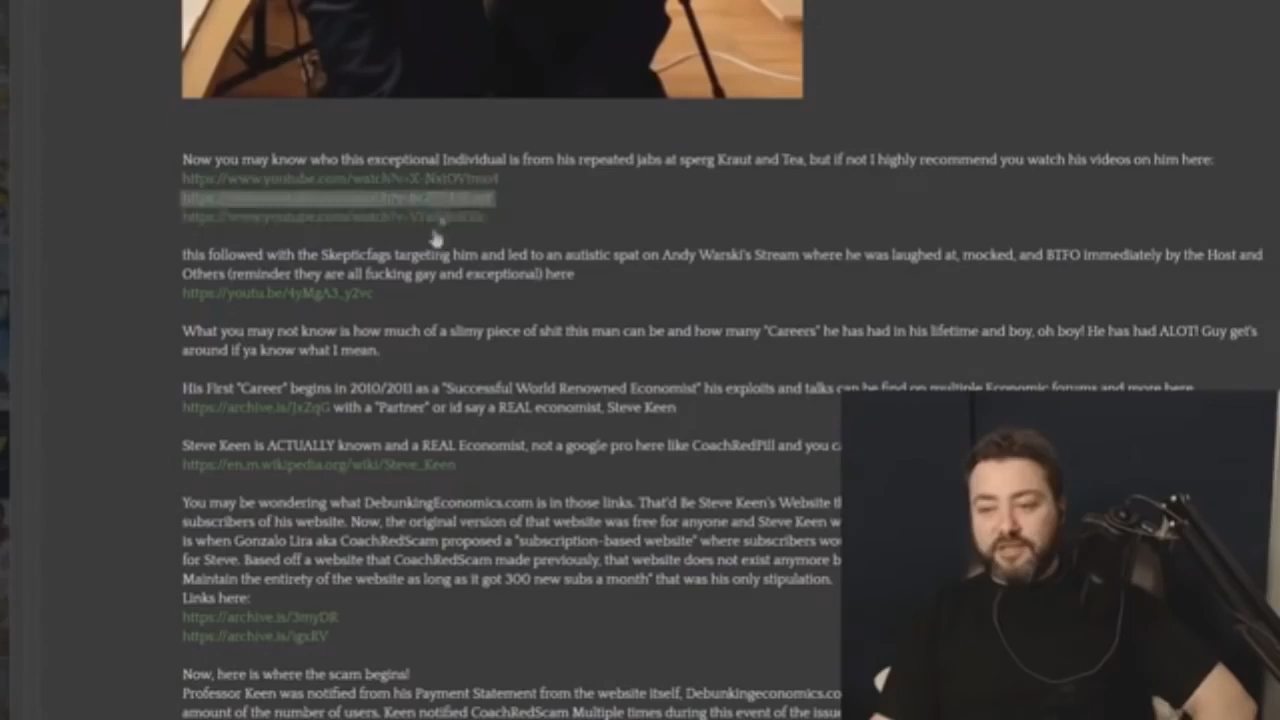 Now you may know who this exceptional Individual is from his repeated jabs at sperg Kraut and Tea, but if not I highly recommend you watch his videos on him here:
this followed with the Skepticfags targeting him and led to an autistic spat on Andy Warski's Stream where he was laughed at, mocked, and BTFO immediately by the Host and
Others (reminder they are all fucking gay and exceptional) here
https://youtu.be/4yMgA3_y2vc
What you may not know is how much of a slimy piece of shit this man can be and how many "Careers" he has had in his lifetime and boy, oh boy! He has had ALOT! Guy get's
around if ya know what I mean.
His First "Career" begins in 2010/2011 as a "Successful World Renowned Economist" his exploits and talks can be find on multiple Economic forums and more here
https://archive.is/JxZqG with a "Partner" or id say a REAL economist, Steve Keen
Steve Keen is ACTUALLY known and a REAL Economist, not a google pro here like CoachRedPill and you
https://en.m.wikipedia.org/wiki/Steve_Keen
You may be wondering what DebunkingEconomics.com is in those links. That'd Be Steve Keen's Website
subscribers of his website. Now, the original version of that website was free for anyone and Steve Keen
is when Gonzalo Lira aka CoachRedScam proposed a "subscription-based website" where subscribers
for Steve. Based off a website that CoachRedScam made previously, that website does not exist anymore
Maintain the entirety of the website as long as it got 300 new subs a month" that was his only stipulation.
Links here:
https://archive.is/3myDR
https://archive.is/igxRV
Now, here is where the scam begins!
Professor Keen was notified from his Payment Statement from the website itself, Debunkingeconomics.co
amount of the number of users. Keen notified CoachRedScam Multiple times during this event of the